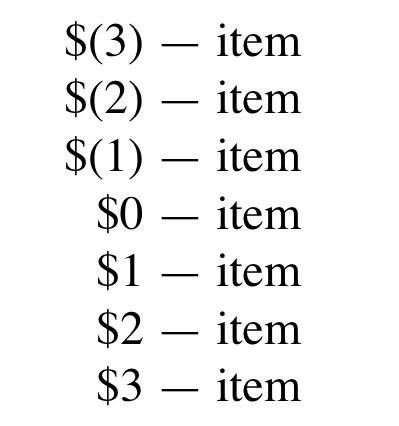 $(3) — item
$(2) — item
$(1) — item
$0 — item
$1 — item
$2 — item
$3 — item